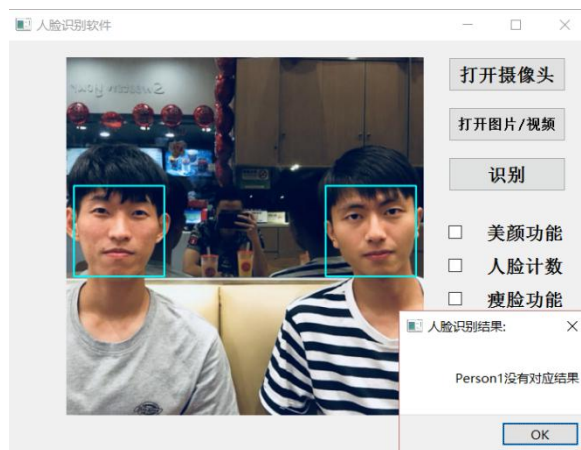 人脸识别软件
打开摄像头
打开图片/视频
识别
美颜功能
人脸计数
瘦脸功能
人脸识别结果:
Person1没有对应结果
OK